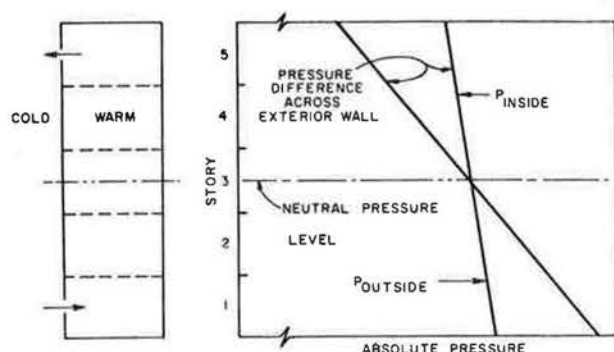 COLD
WARM
STORY
5
4
3
2
1
PRESSURE
DIFFERENCE
ACROSS
EXTERIOR WALL
PINSIDE
NEUTRAL PRESSURE
LEVEL
POUTSIDE
ABSOLUTE PRESSURE